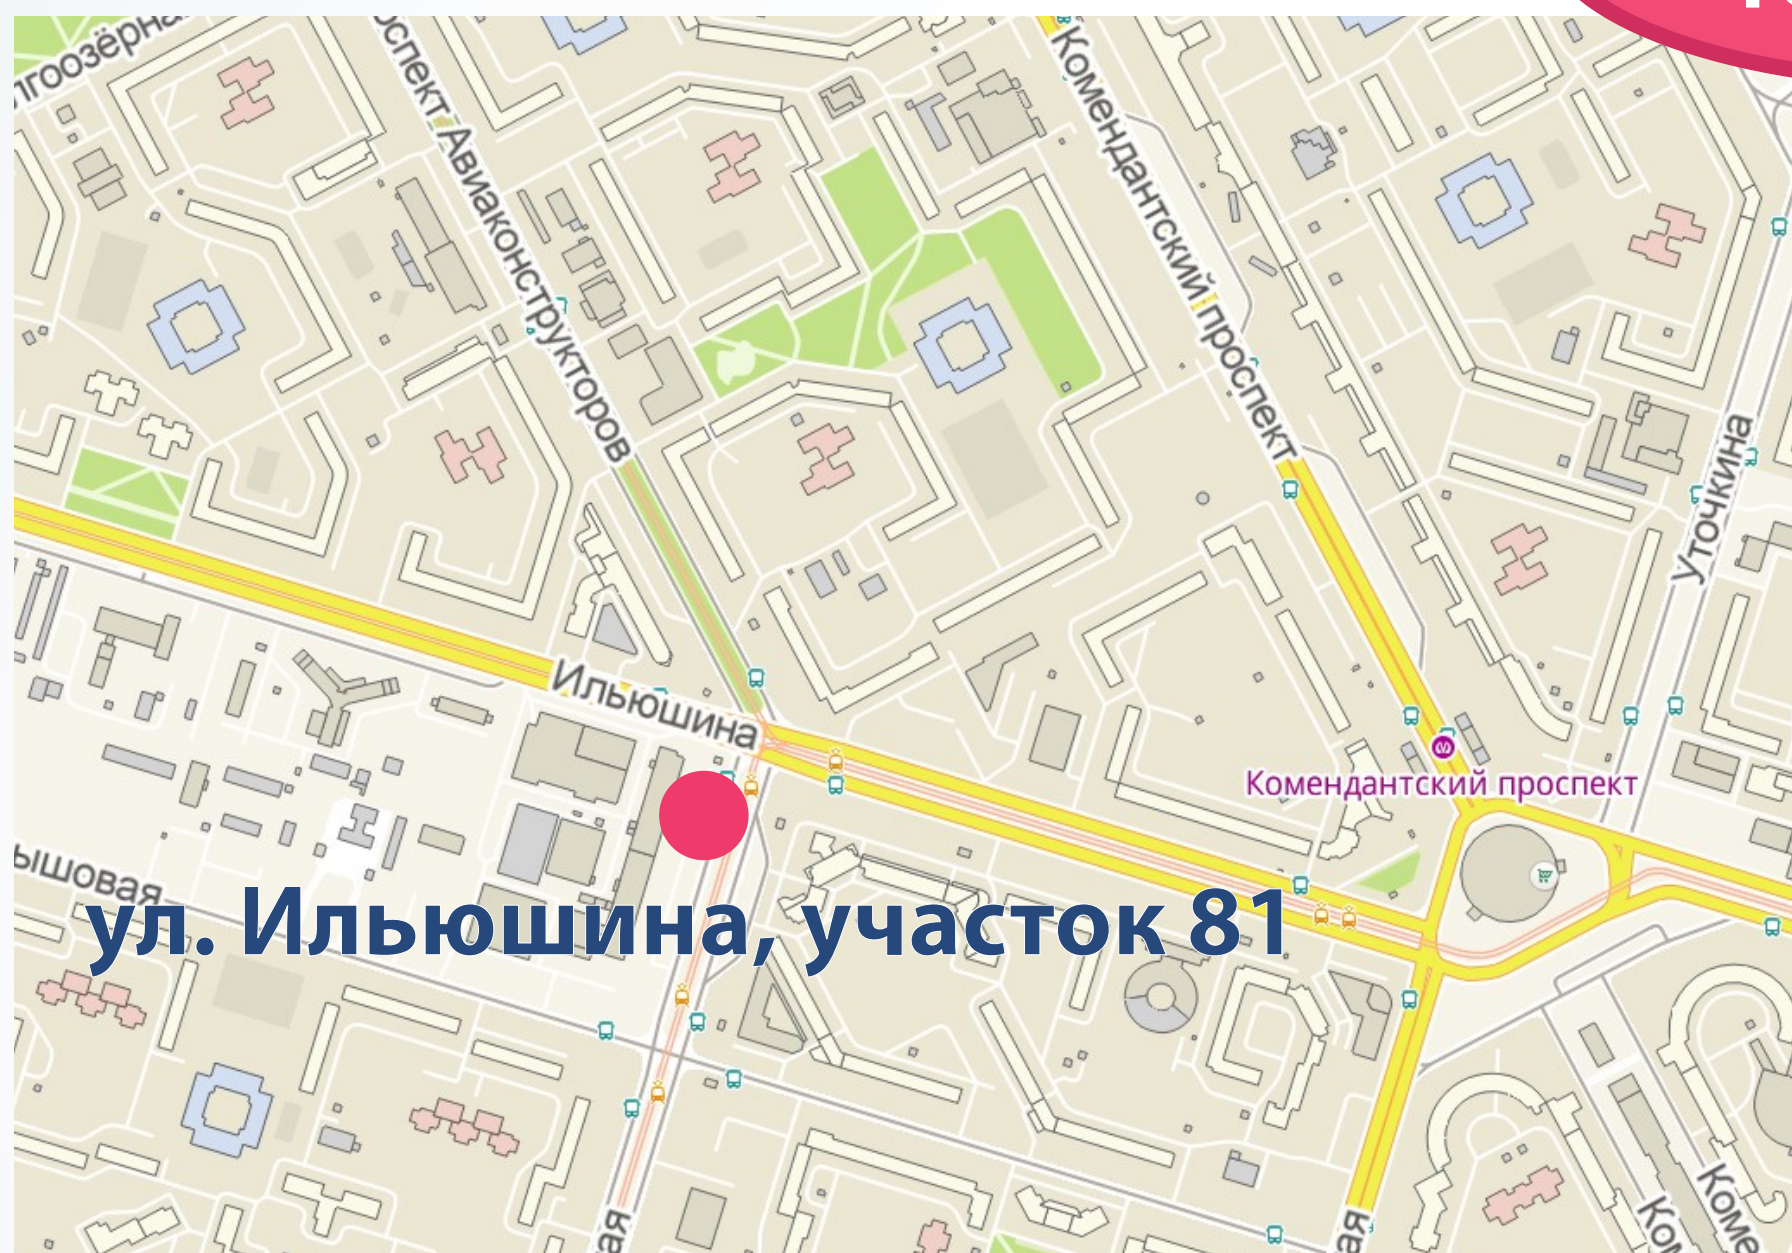 Комендантский проспект
проспект Авиаконструкторов
Уточкина
Ильюшина
Комендантский проспект
ул. Ильюшина, участок 81